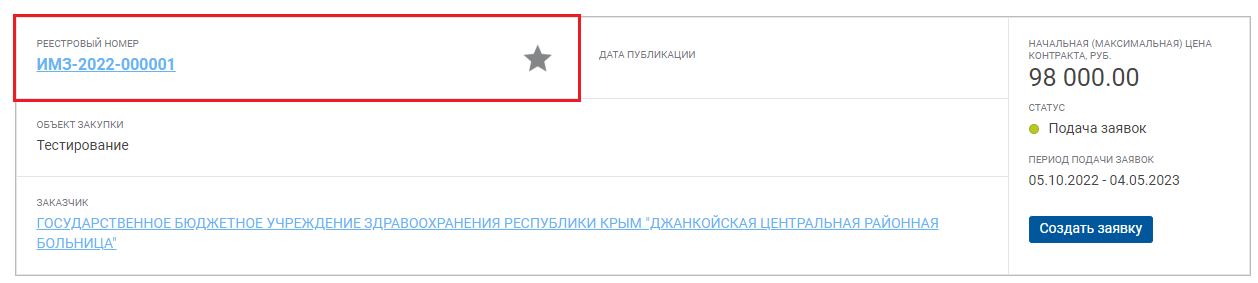 РЕЕСТРОВЫЙ НОМЕР
ИМЗ-2022-000001
ДАТА ПУБЛИКАЦИИ
ОБЪЕКТ ЗАКУПКИ
Тестирование
ЗАКАЗЧИК
ГОСУДАРСТВЕННОЕ БЮДЖЕТНОЕ УЧРЕЖДЕНИЕ ЗДРАВООХРАНЕНИЯ РЕСПУБЛИКИ КРЫМ "ДЖАНКОЙСКАЯ ЦЕНТРАЛЬНАЯ РАЙОННАЯ
БОЛЬНИЦА"
НАЧАЛЬНАЯ (МАКСИМАЛЬНАЯ) ЦЕНА
КОНТРАКТА, РУБ.
98 000.00
СТАТУС
Подача заявок
ПЕРИОД ПОДАЧИ ЗАЯВОК
05.10.2022 - 04.05.2023
Создать заявку